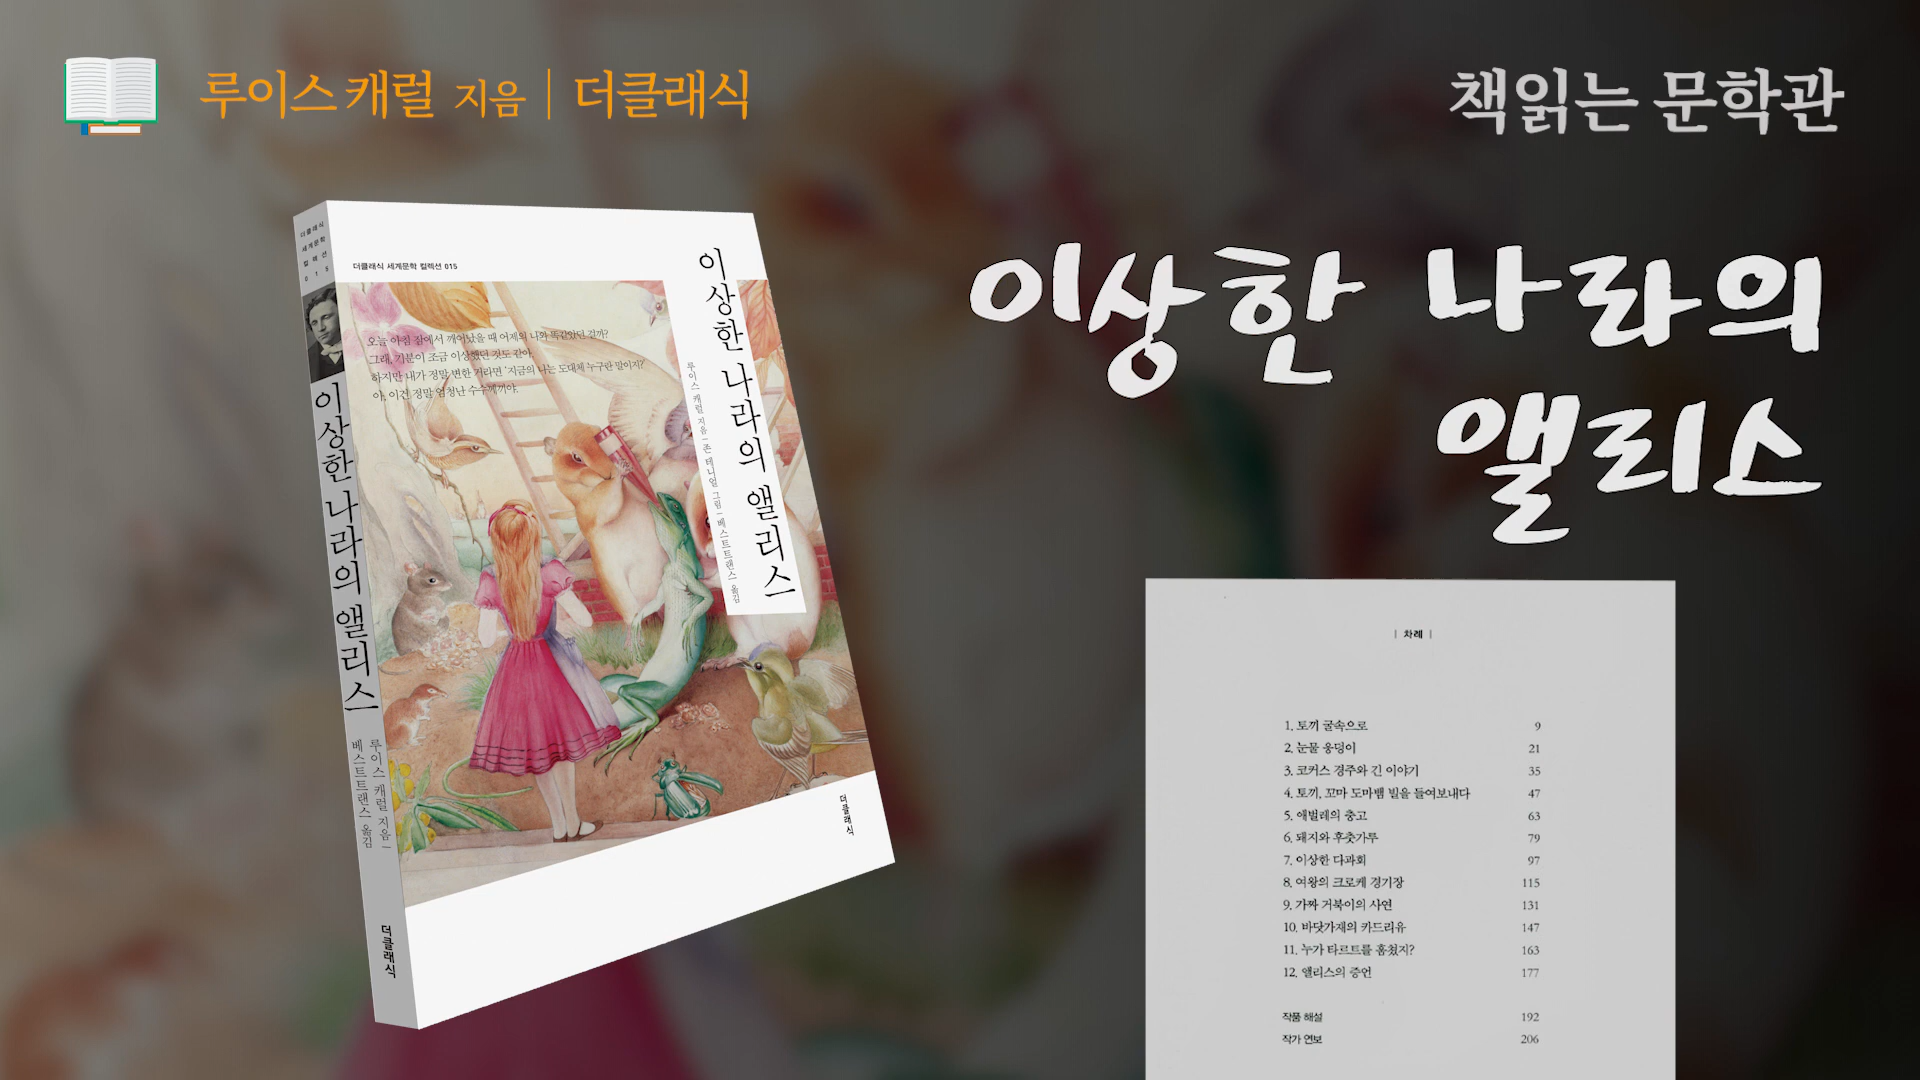 루이스 캐럴 지음 | 더클래식
책읽는 문학관
이상한 나라의
앨리스
더클래식
세계문학
컬렉션
015
이상한 나라의 앨리스
루이스 캐럴 지음 |
베스트트랜스 옮김
더클래식
더클래식 세계문학 컬렉션 015
오늘 아침 잠에서 깨어났을 때 어제의 나와 똑같았던 걸까?
그래, 기분이 조금 이상했던 것도 같아.
하지만 내가 정말 변한 거라면 '지금의 나는 도대체 누구란 말이지?'
아, 이건 정말 엄청난 수수께끼야.
이상한 나라의 앨리스
루이스 캐럴 지음 | 존 테니얼 그림 | 베스트트랜스 옮김
더클래식
| 차례 |
1. 토끼 굴속으로 9
2. 눈물 웅덩이 21
3. 코커스 경주와 긴 이야기 35
4. 토끼, 꼬마 도마뱀 빌을 들여보내다 47
5. 애벌레의 충고 63
6. 돼지와 후춧가루 79
7. 이상한 다과회 97
8. 여왕의 크로케 경기장 115
9. 가짜 거북이의 사연 131
10. 바닷가재의 카드리유 147
11. 누가 타르트를 훔쳤지? 163
12. 앨리스의 증언 177
작품 해설 192
작가 연보 206